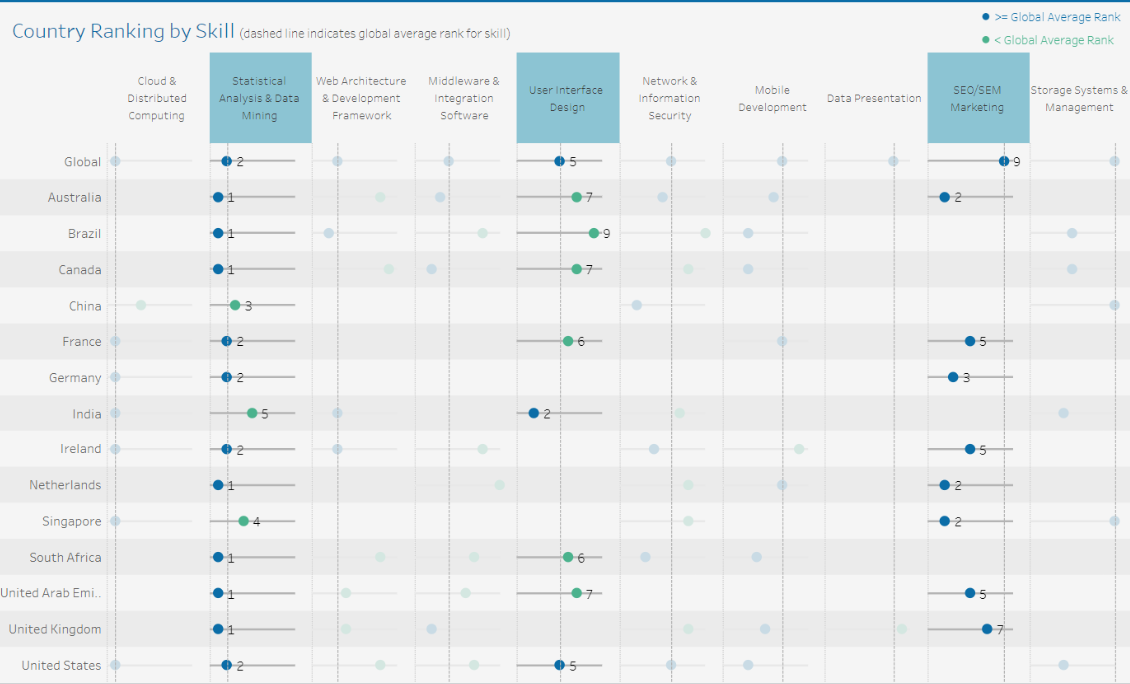 Country Ranking by Skill (dashed line indicates global average rank for skill)
>= Global Average Rank
< Global Average Rank
Cloud &
Distributed
Computing
Statistical
Analysis & Data
Mining
Web Architecture
& Development
Framework
Middleware &
Integration
Software
User Interface
Design
Network &
Information
Security
Mobile
Development
Data Presentation
SEO/SEM
Marketing
Storage Systems &
Management
Global 2 5 9
Australia 1 7 2
Brazil 1 9
Canada 1 7
China 3
France 2 6 5
Germany 2 3
India 5 2
Ireland 2 5
Netherlands 1 2
Singapore 4 2
South Africa 1 6
United Arab Emi.. 1 7 5
United Kingdom 1 7
United States 2 5